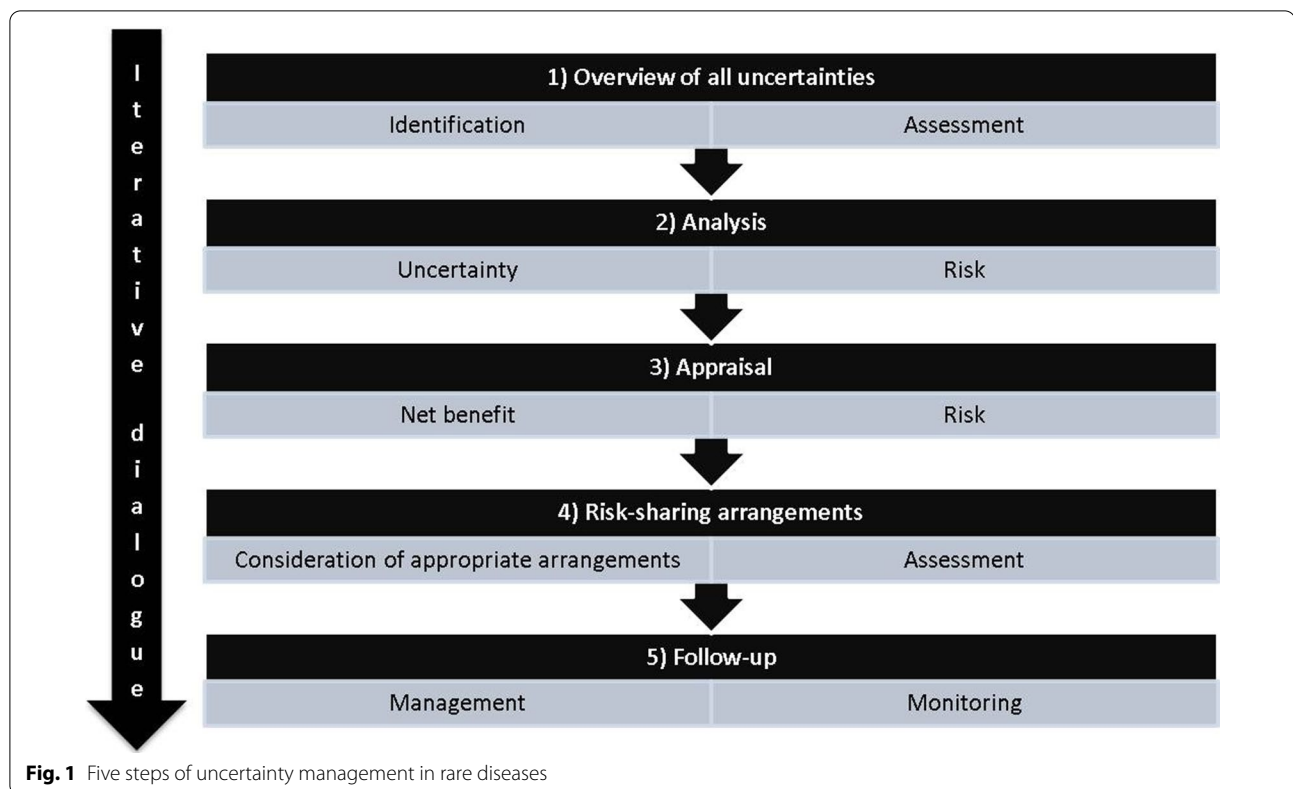 Iterative dialogue
1) Overview of all uncertainties
Identification Assessment
2) Analysis
Uncertainty Risk
3) Appraisal
Net benefit Risk
4) Risk-sharing arrangements
Consideration of appropriate arrangements Assessment
5) Follow-up
Management Monitoring
Fig. 1 Five steps of uncertainty management in rare diseases